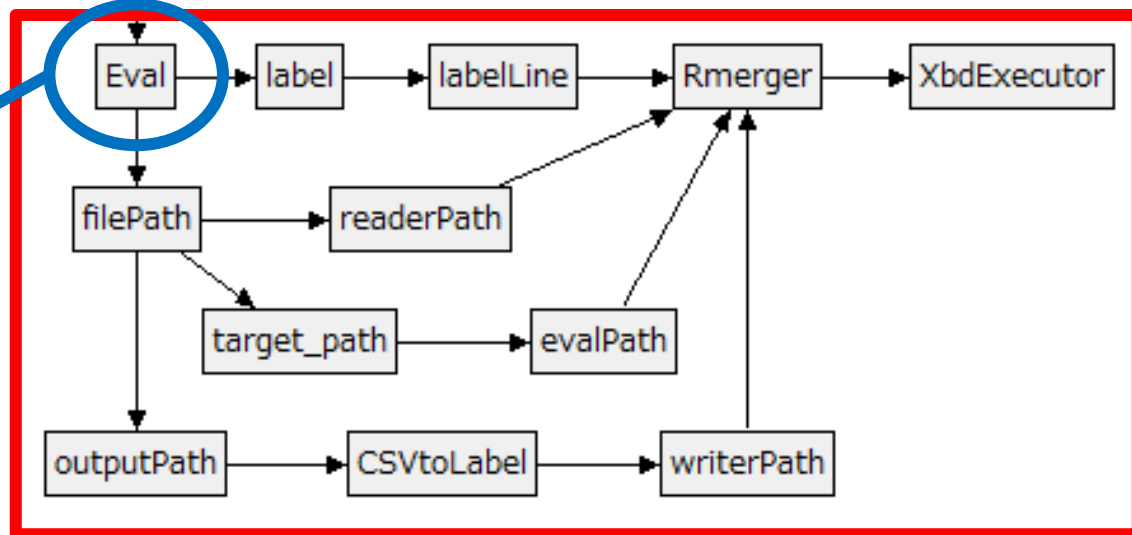 Eval
label
labelLine
Rmerger
XbdExecutor
filePath
readerPath
target_path
evalPath
outputPath
CSVtoLabel
writerPath